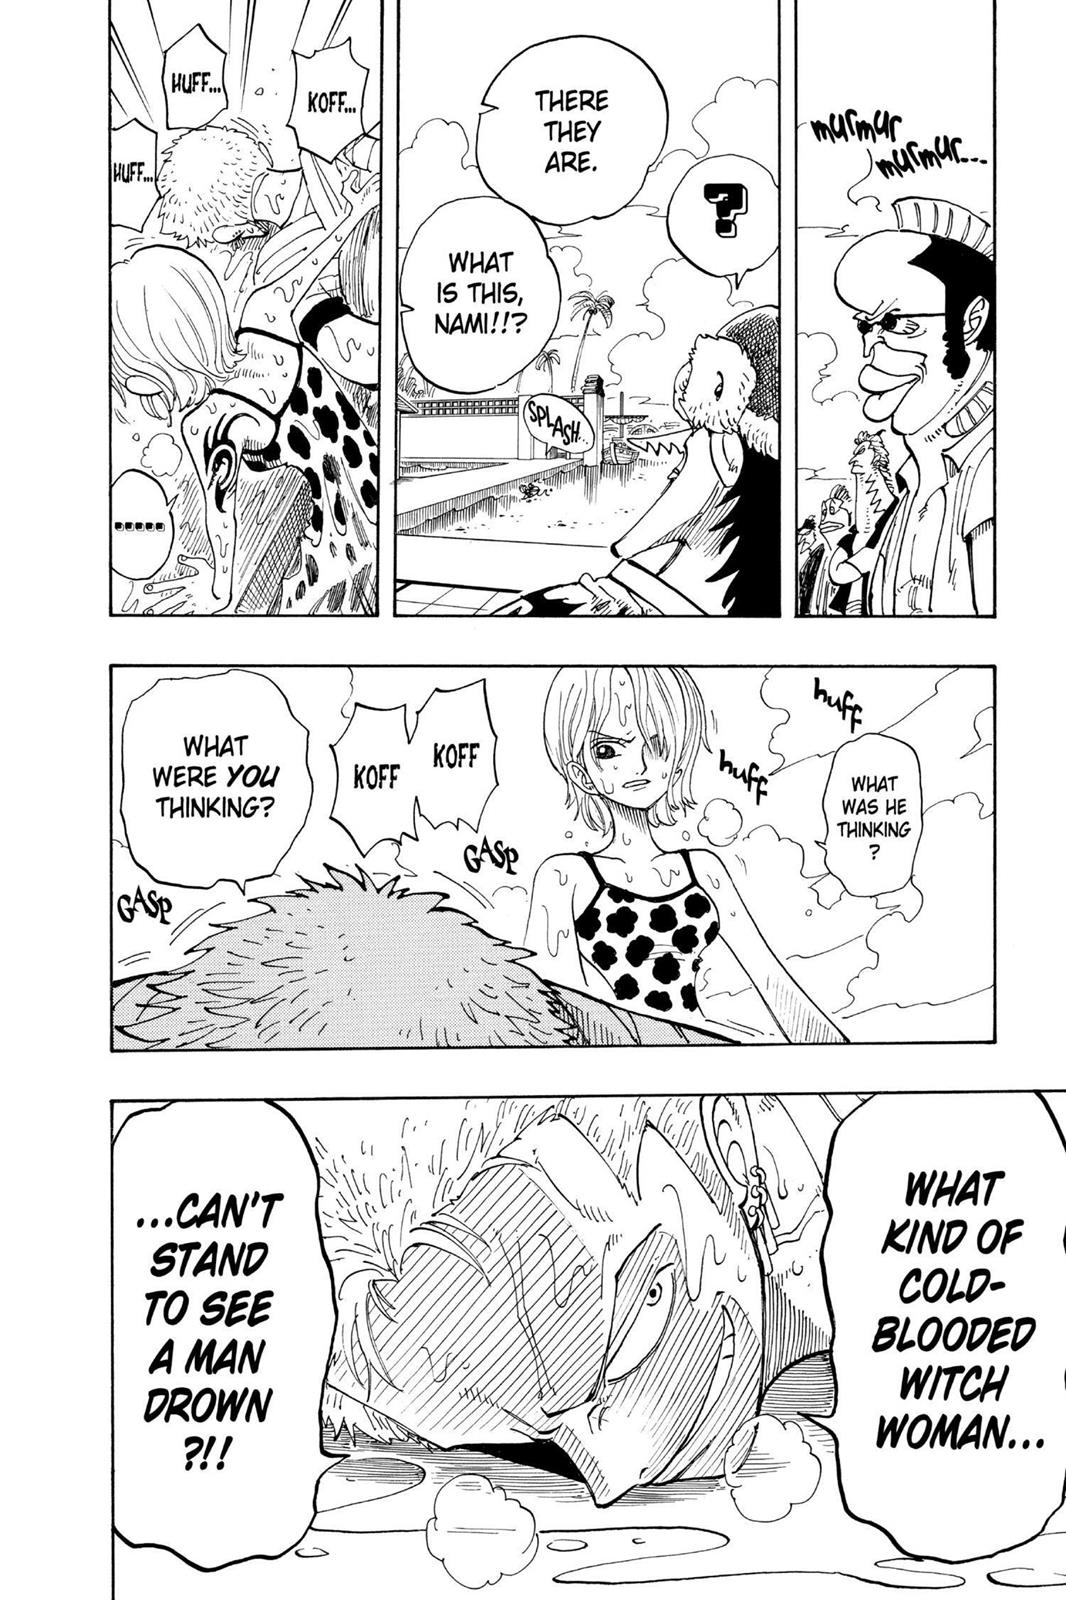 murmur
murmur...
?
THERE
THEY
ARE.
WHAT
IS THIS,
NAMI!!?
SPLASH...
KOFF...
HUFF...
HUFF...
......
huff
huff
WHAT
WAS HE
THINKING
?
KOFF
KOFF
GASP
GASP
WHAT
WERE YOU
THINKING?
WHAT
KIND OF
COLD-
BLOODED
WITCH
WOMAN...
...CAN'T
STAND
TO SEE
A MAN
DROWN
?!!